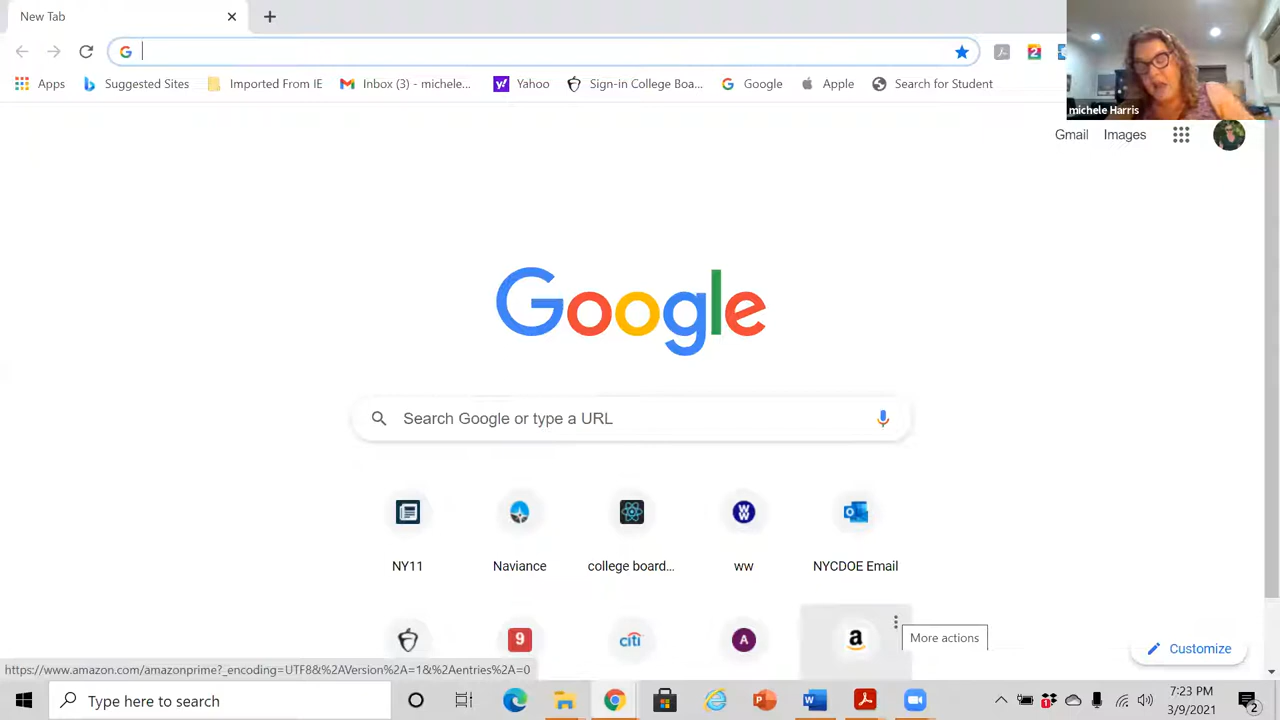 New Tab
Apps Suggested Sites Imported From IE Inbox (3) - michele... Yahoo Sign-in College Boa... Google Apple Search for Student
michele Harris
Gmail Images
Google
Search Google or type a URL
NY11 Naviance college board... ww NYCDOE Email
9 citi A a
More actions
Customize
https://www.amazon.com/amazonprime?_encoding=UTF8&%2AVersion%2A=1&%2Aentries%2A=0
Type here to search
7:23 PM
3/9/2021
2